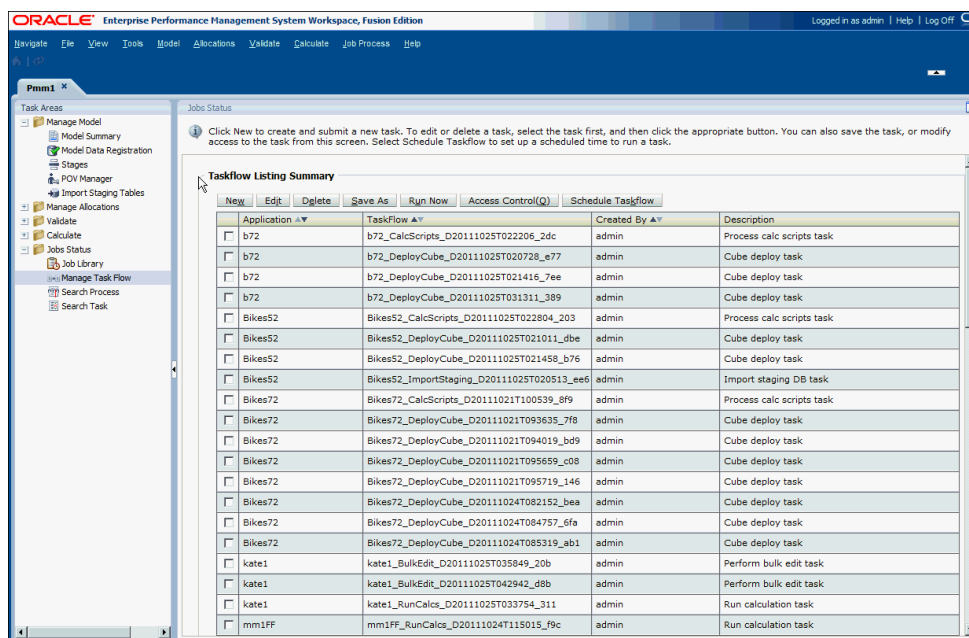 ORACLE Enterprise Performance Management System Workspace, Fusion Edition
Logged in as admin | Help | Log Off
Navigate File View Tools Model Allocations Validate Calculate Job Process Help
Pmm1 ×
Task Areas
Manage Model
Model Summary
Model Data Registration
Stages
POV Manager
Import Staging Tables
Manage Allocations
Validate
Calculate
Jobs Status
Job Library
Manage Task Flow
Search Process
Search Task
Jobs Status
Click New to create and submit a new task. To edit or delete a task, select the task first, and then click the appropriate button. You can also save the task, or modify
access to the task from this screen. Select Schedule Taskflow to set up a scheduled time to run a task.
Taskflow Listing Summary
New Edit Delete Save As Run Now Access Control(Q) Schedule Taskflow
Application TaskFlow Created By Description
b72 b72_CalcScripts_D20111025T022206_2dc admin Process calc scripts task
b72 b72_DeployCube_D20111025T020728_e77 admin Cube deploy task
b72 b72_DeployCube_D20111025T021416_7ee admin Cube deploy task
b72 b72_DeployCube_D20111025T031311_389 admin Cube deploy task
Bikes52 Bikes52_CalcScripts_D20111025T022804_203 admin Process calc scripts task
Bikes52 Bikes52_DeployCube_D20111025T021011_dbe admin Cube deploy task
Bikes52 Bikes52_DeployCube_D20111025T021458_b76 admin Cube deploy task
Bikes52 Bikes52_ImportStaging_D20111025T020513_ee6 admin Import staging DB task
Bikes72 Bikes72_CalcScripts_D20111021T100539_8f9 admin Process calc scripts task
Bikes72 Bikes72_DeployCube_D20111021T093635_7f8 admin Cube deploy task
Bikes72 Bikes72_DeployCube_D20111021T094019_bd9 admin Cube deploy task
Bikes72 Bikes72_DeployCube_D20111021T095659_c08 admin Cube deploy task
Bikes72 Bikes72_DeployCube_D20111021T095719_146 admin Cube deploy task
Bikes72 Bikes72_DeployCube_D20111024T082152_bea admin Cube deploy task
Bikes72 Bikes72_DeployCube_D20111024T084757_6fa admin Cube deploy task
Bikes72 Bikes72_DeployCube_D20111024T085319_ab1 admin Cube deploy task
kate1 kate1_BulkEdit_D20111025T035849_20b admin Perform bulk edit task
kate1 kate1_BulkEdit_D20111025T042942_d8b admin Perform bulk edit task
kate1 kate1_RunCalcs_D20111025T033754_311 admin Run calculation task
mm1FF mm1FF_RunCalcs_D20111024T115015_f9c admin Run calculation task